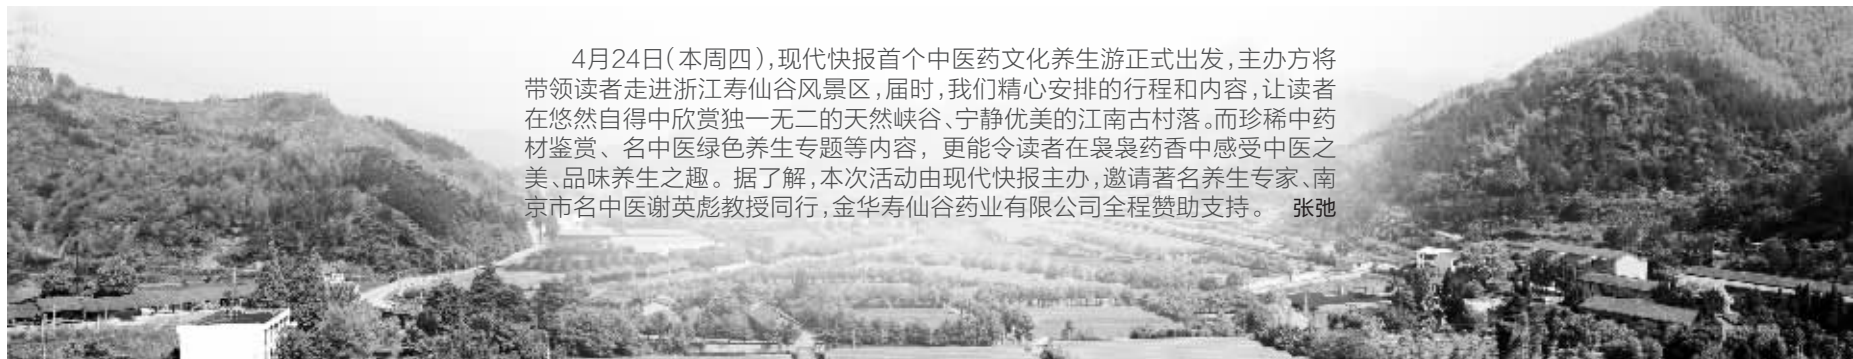 4月24日(本周四),现代快报首个中医药文化养生游正式出发,主办方将
带领读者走进浙江寿仙谷风景区,届时,我们精心安排的行程和内容,让读者
在悠然自得中欣赏独一无二的天然峡谷、宁静优美的江南古村落。而珍稀中药
材鉴赏、名中医绿色养生专题等内容,更能令读者在袅袅药香中感受中医之
美、品味养生之趣。据了解,本次活动由现代快报主办,邀请著名养生专家、南
京市名中医谢英彪教授同行,金华寿仙谷药业有限公司全程赞助支持。 张弛